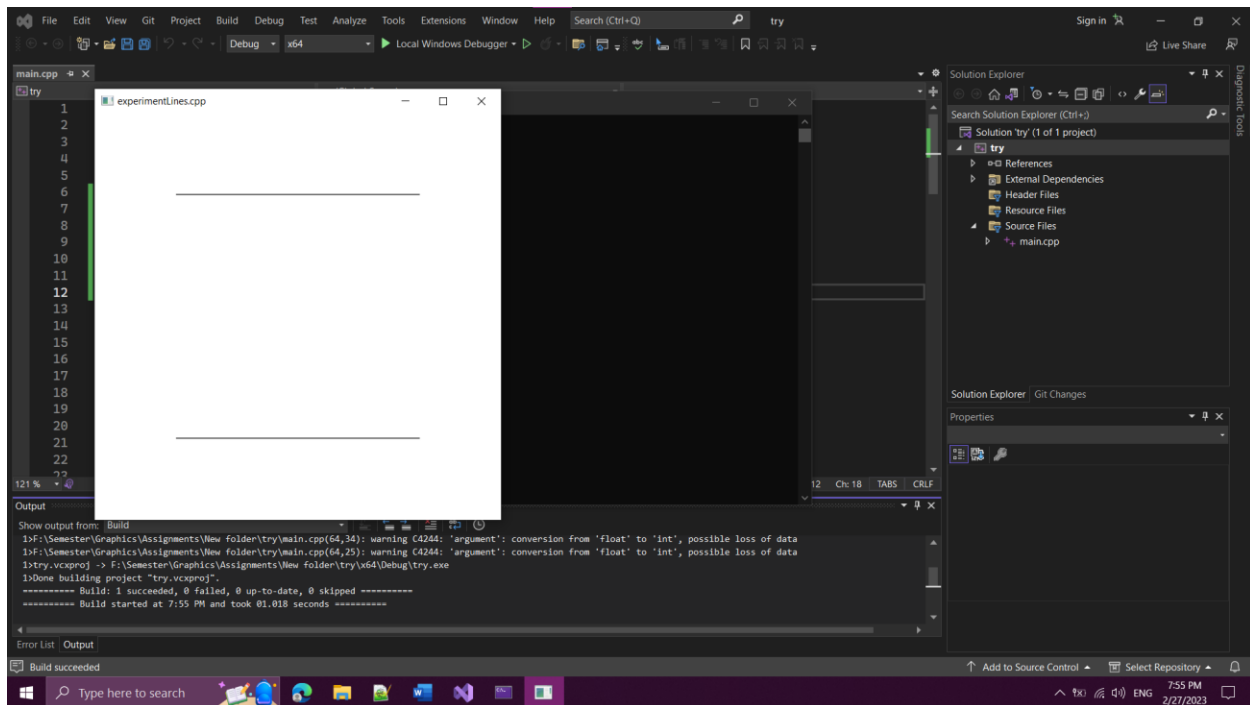 File Edit View Git Project Build Debug Test Analyze Tools Extensions Window Help Search (Ctrl+Q) try Sign in
Debug x64 Local Windows Debugger Live Share
main.cpp
try
experimentLines.cpp
1
2
3
4
5
6
7
8
9
10
11
12
13
14
15
16
17
18
19
20
21
22
23
121 % 12 Ch: 18 TABS CRLF
Solution Explorer
Search Solution Explorer (Ctrl+;)
Solution 'try' (1 of 1 project)
try
References
External Dependencies
Header Files
Resource Files
Source Files
main.cpp
Solution Explorer Git Changes
Properties
Diagnostic Tools
Output
Show output from: Build
1>F:\Semester\Graphics\Assignments\New folder\try\main.cpp(64,34): warning C4244: 'argument': conversion from 'float' to 'int', possible loss of data
1>F:\Semester\Graphics\Assignments\New folder\try\main.cpp(64,25): warning C4244: 'argument': conversion from 'float' to 'int', possible loss of data
1>try.vcxproj -> F:\Semester\Graphics\Assignments\New folder\try\x64\Debug\try.exe
1>Done building project "try.vcxproj".
========== Build: 1 succeeded, 0 failed, 0 up-to-date, 0 skipped ==========
========== Build started at 7:55 PM and took 01.018 seconds ==========
Error List Output
Build succeeded Add to Source Control Select Repository
Type here to search ENG 7:55 PM
2/27/2023